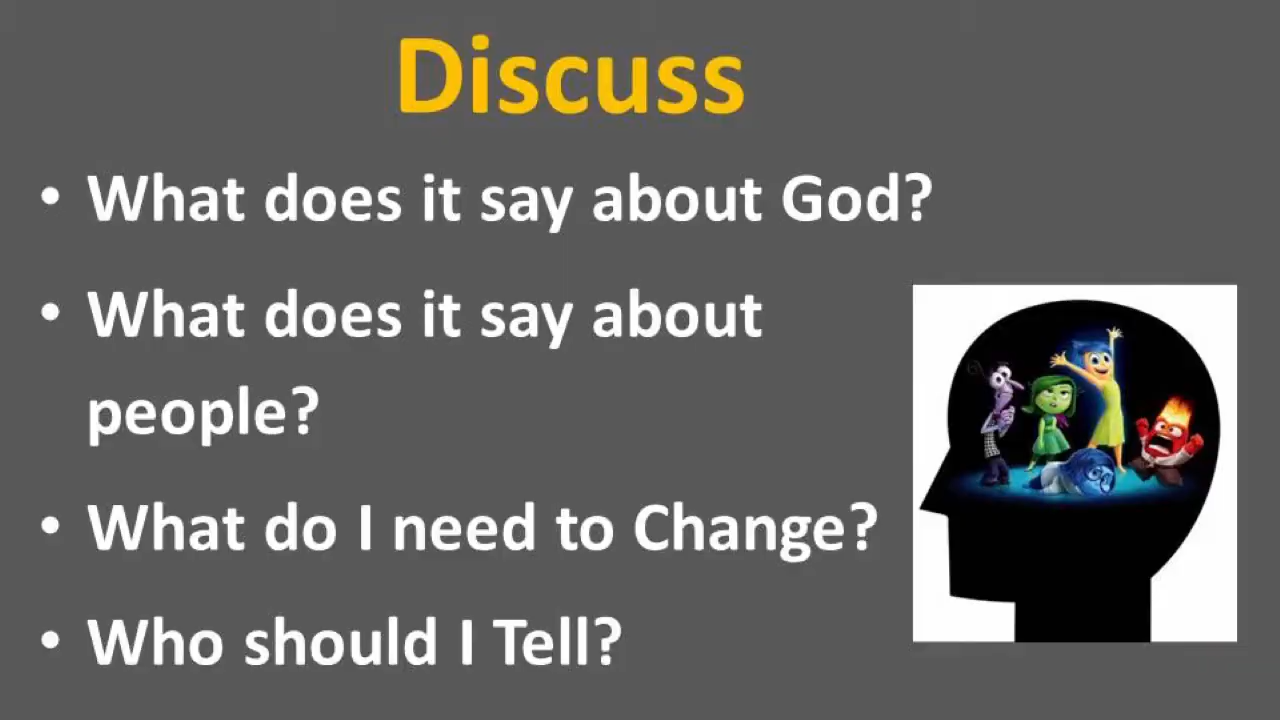 Discuss
• What does it say about God?
• What does it say about
people?
• What do I need to Change?
• Who should I Tell?